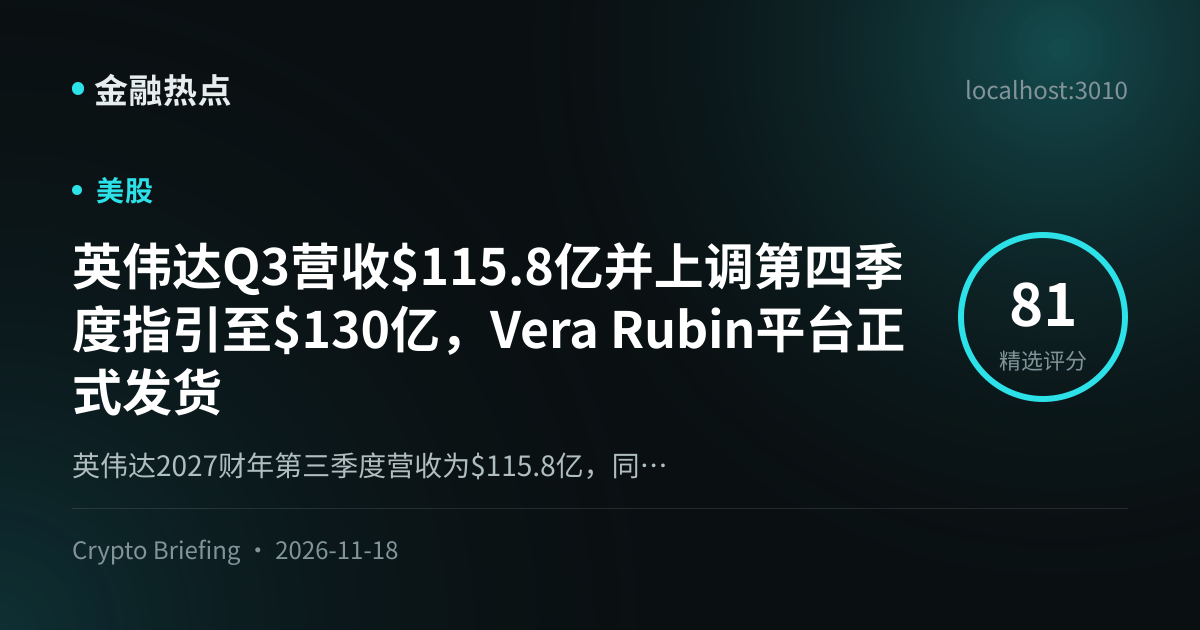 金融热点
localhost:3010
美股
英伟达Q3营收$115.8亿并上调第四季
度指引至$130亿，Vera Rubin平台正
式发货
81
精选评分
英伟达2027财年第三季度营收为$115.8亿，同…
Crypto Briefing · 2026-11-18